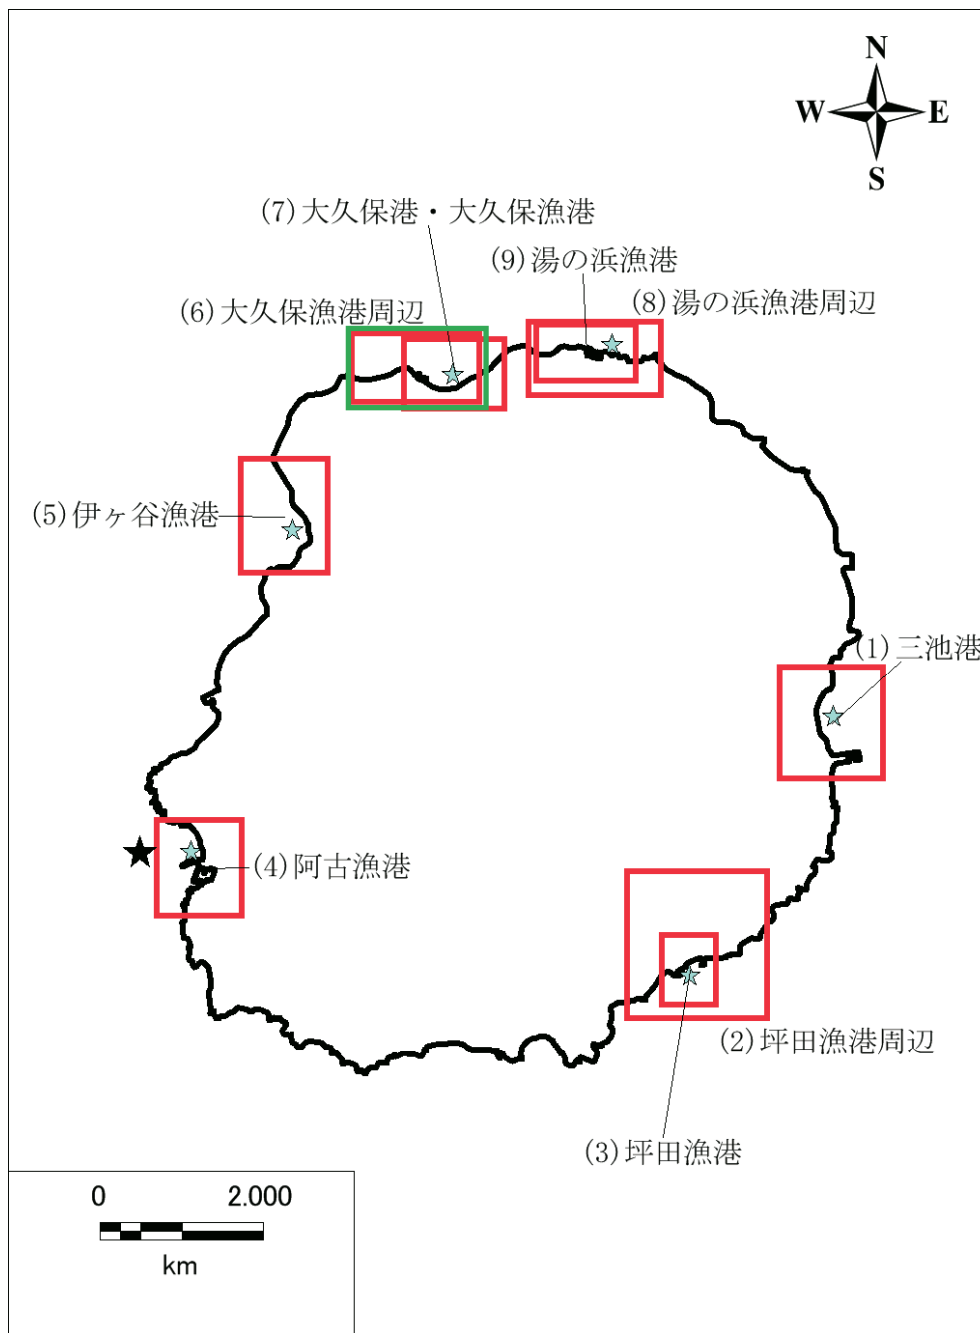 N
W E
S
(7)大久保港・大久保漁港
(9)湯の浜漁港
(8)湯の浜漁港周辺
(6)大久保漁港周辺
(5)伊ヶ谷漁港
(1)三池港
(4)阿古漁港
(2)坪田漁港周辺
(3)坪田漁港
0 2.000
km